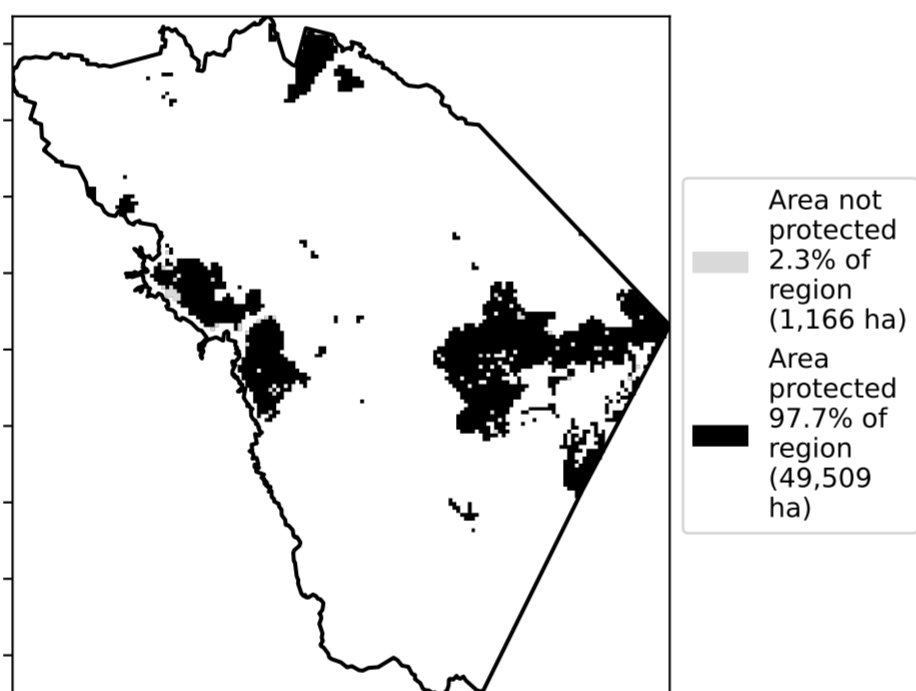 Area not
protected
2.3% of
region
(1,166 ha)
Area
protected
97.7% of
region
(49,509
ha)